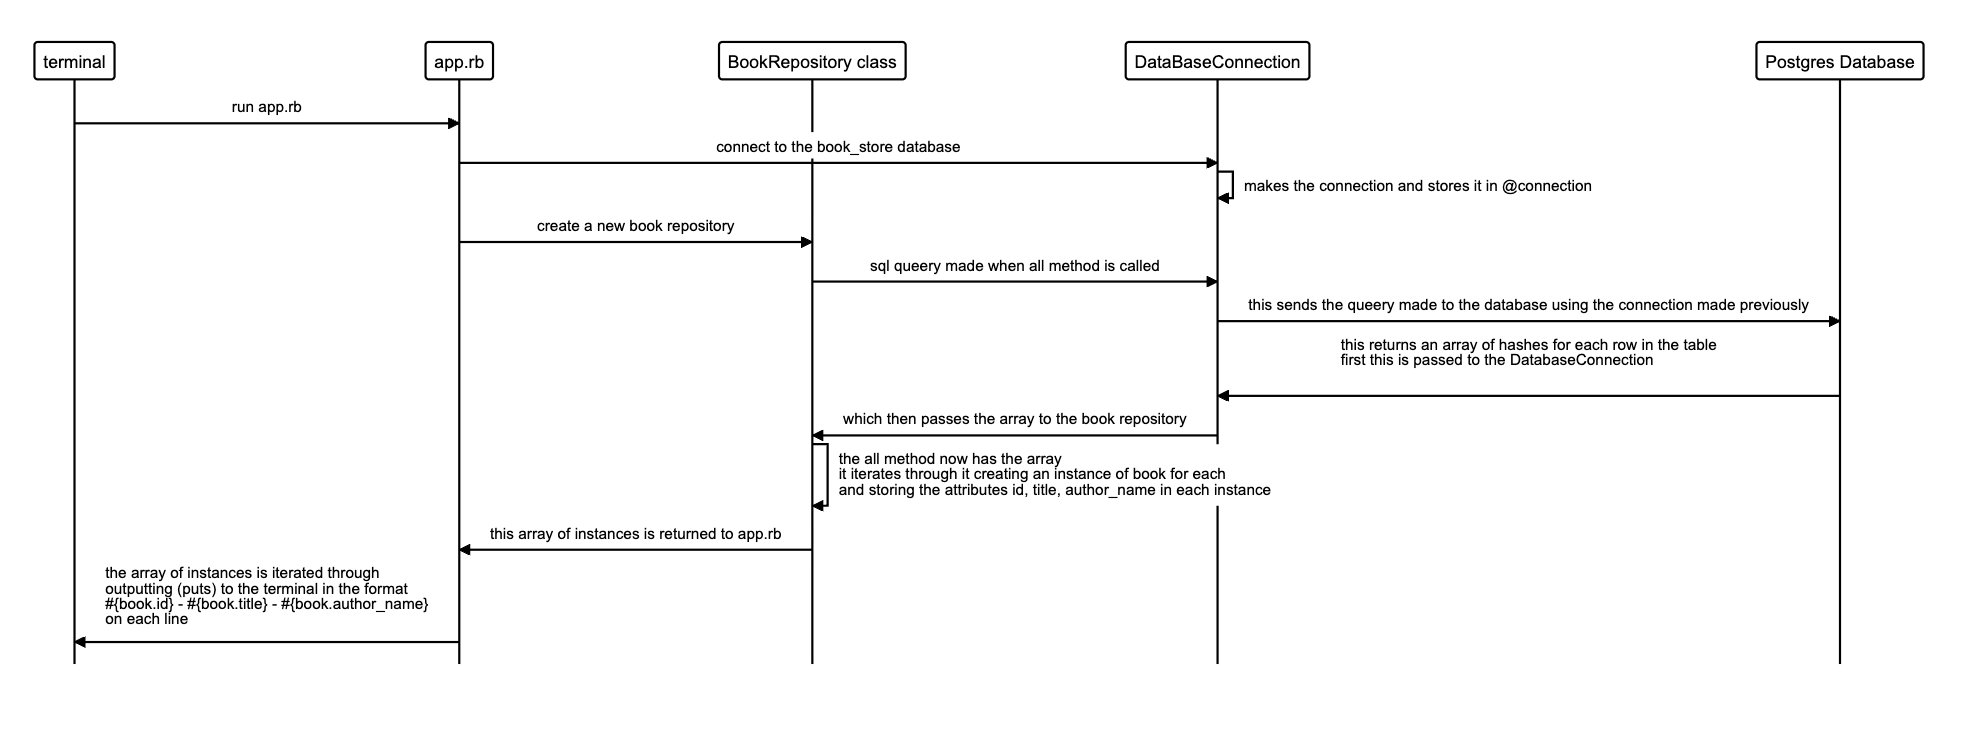 terminal
app.rb
BookRepository class
DataBaseConnection
Postgres Database
run app.rb
connect to the book_store database
makes the connection and stores it in @connection
create a new book repository
sql queery made when all method is called
this sends the queery made to the database using the connection made previously
this returns an array of hashes for each row in the table
first this is passed to the DatabaseConnection
which then passes the array to the book repository
the all method now has the array
it iterates through it creating an instance of book for each
and storing the attributes id, title, author_name in each instance
this array of instances is returned to app.rb
the array of instances is iterated through
outputting (puts) to the terminal in the format
#{book.id} - #{book.title} - #{book.author_name}
on each line